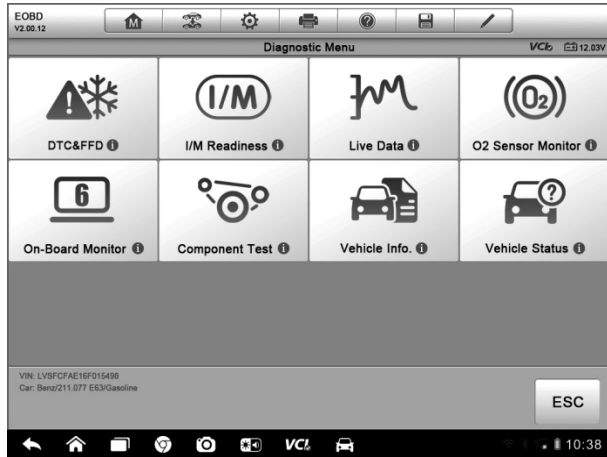 EOBD
V2.00.12
M
Diagnostic Menu
VCI
12.03V
I/M
O2
DTC&FFD
I/M Readiness
Live Data
O2 Sensor Monitor
6
On-Board Monitor
Component Test
Vehicle Info.
Vehicle Status
VIN: LVSFCFAE16F015498
Car: Benz/211.077 E63/Gasoline
ESC
VCI
10:38